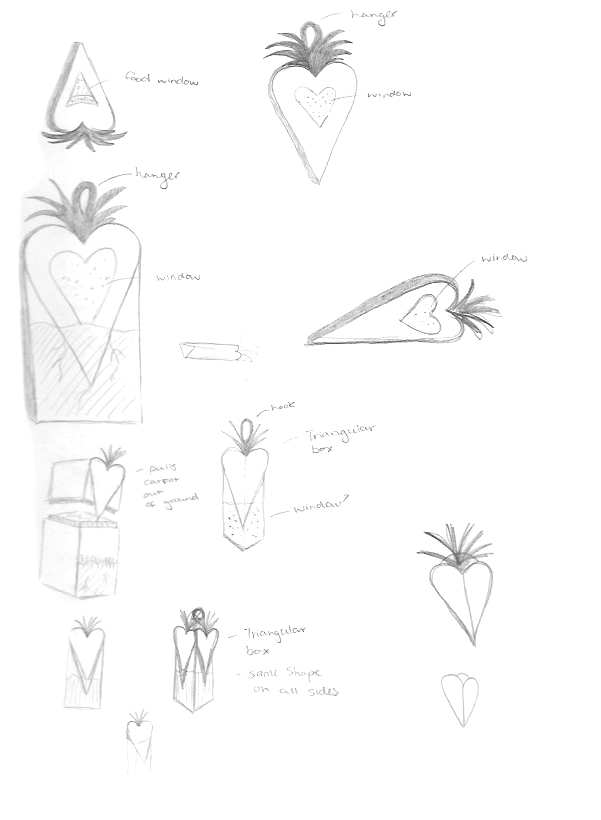 hanger
food window
window
hanger
window
window
hook
Triangular
box
- pulls
carrot
out
of ground
window?
- Triangular
box
- same shape
on all sides